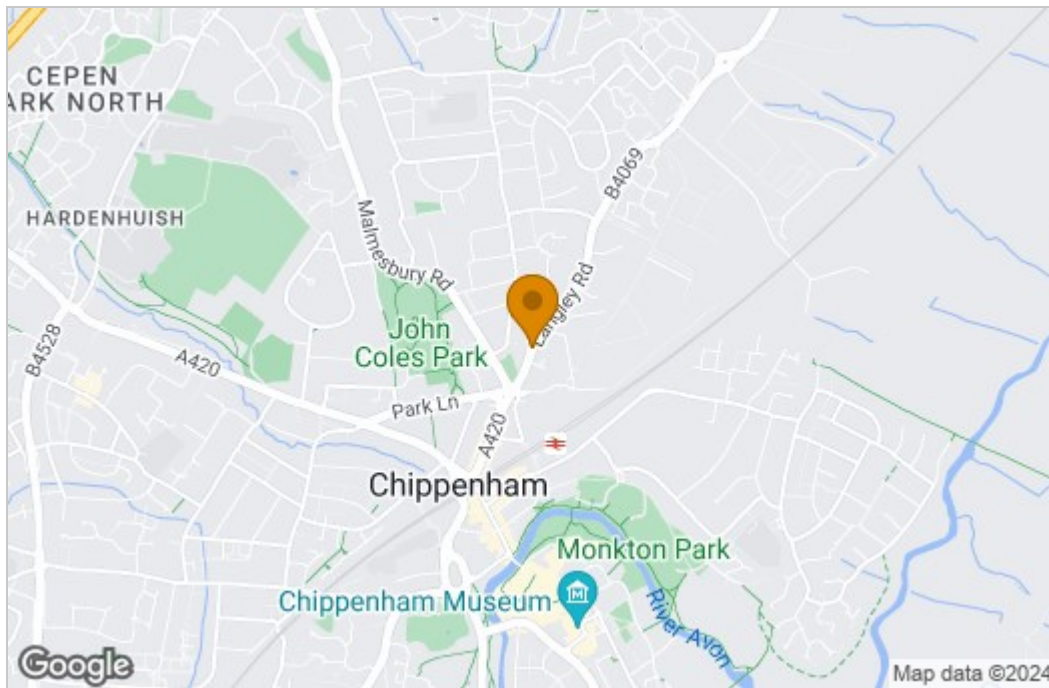 CEPEN
ARK NORTH
HARDENHUISH
B4069
Malmesbury Rd
Langley Rd
B4528
A420
John
Coles Park
Park Ln
A420
Chippenham
Monkton Park
Chippenham Museum
River Avon
Google
Map data ©2024